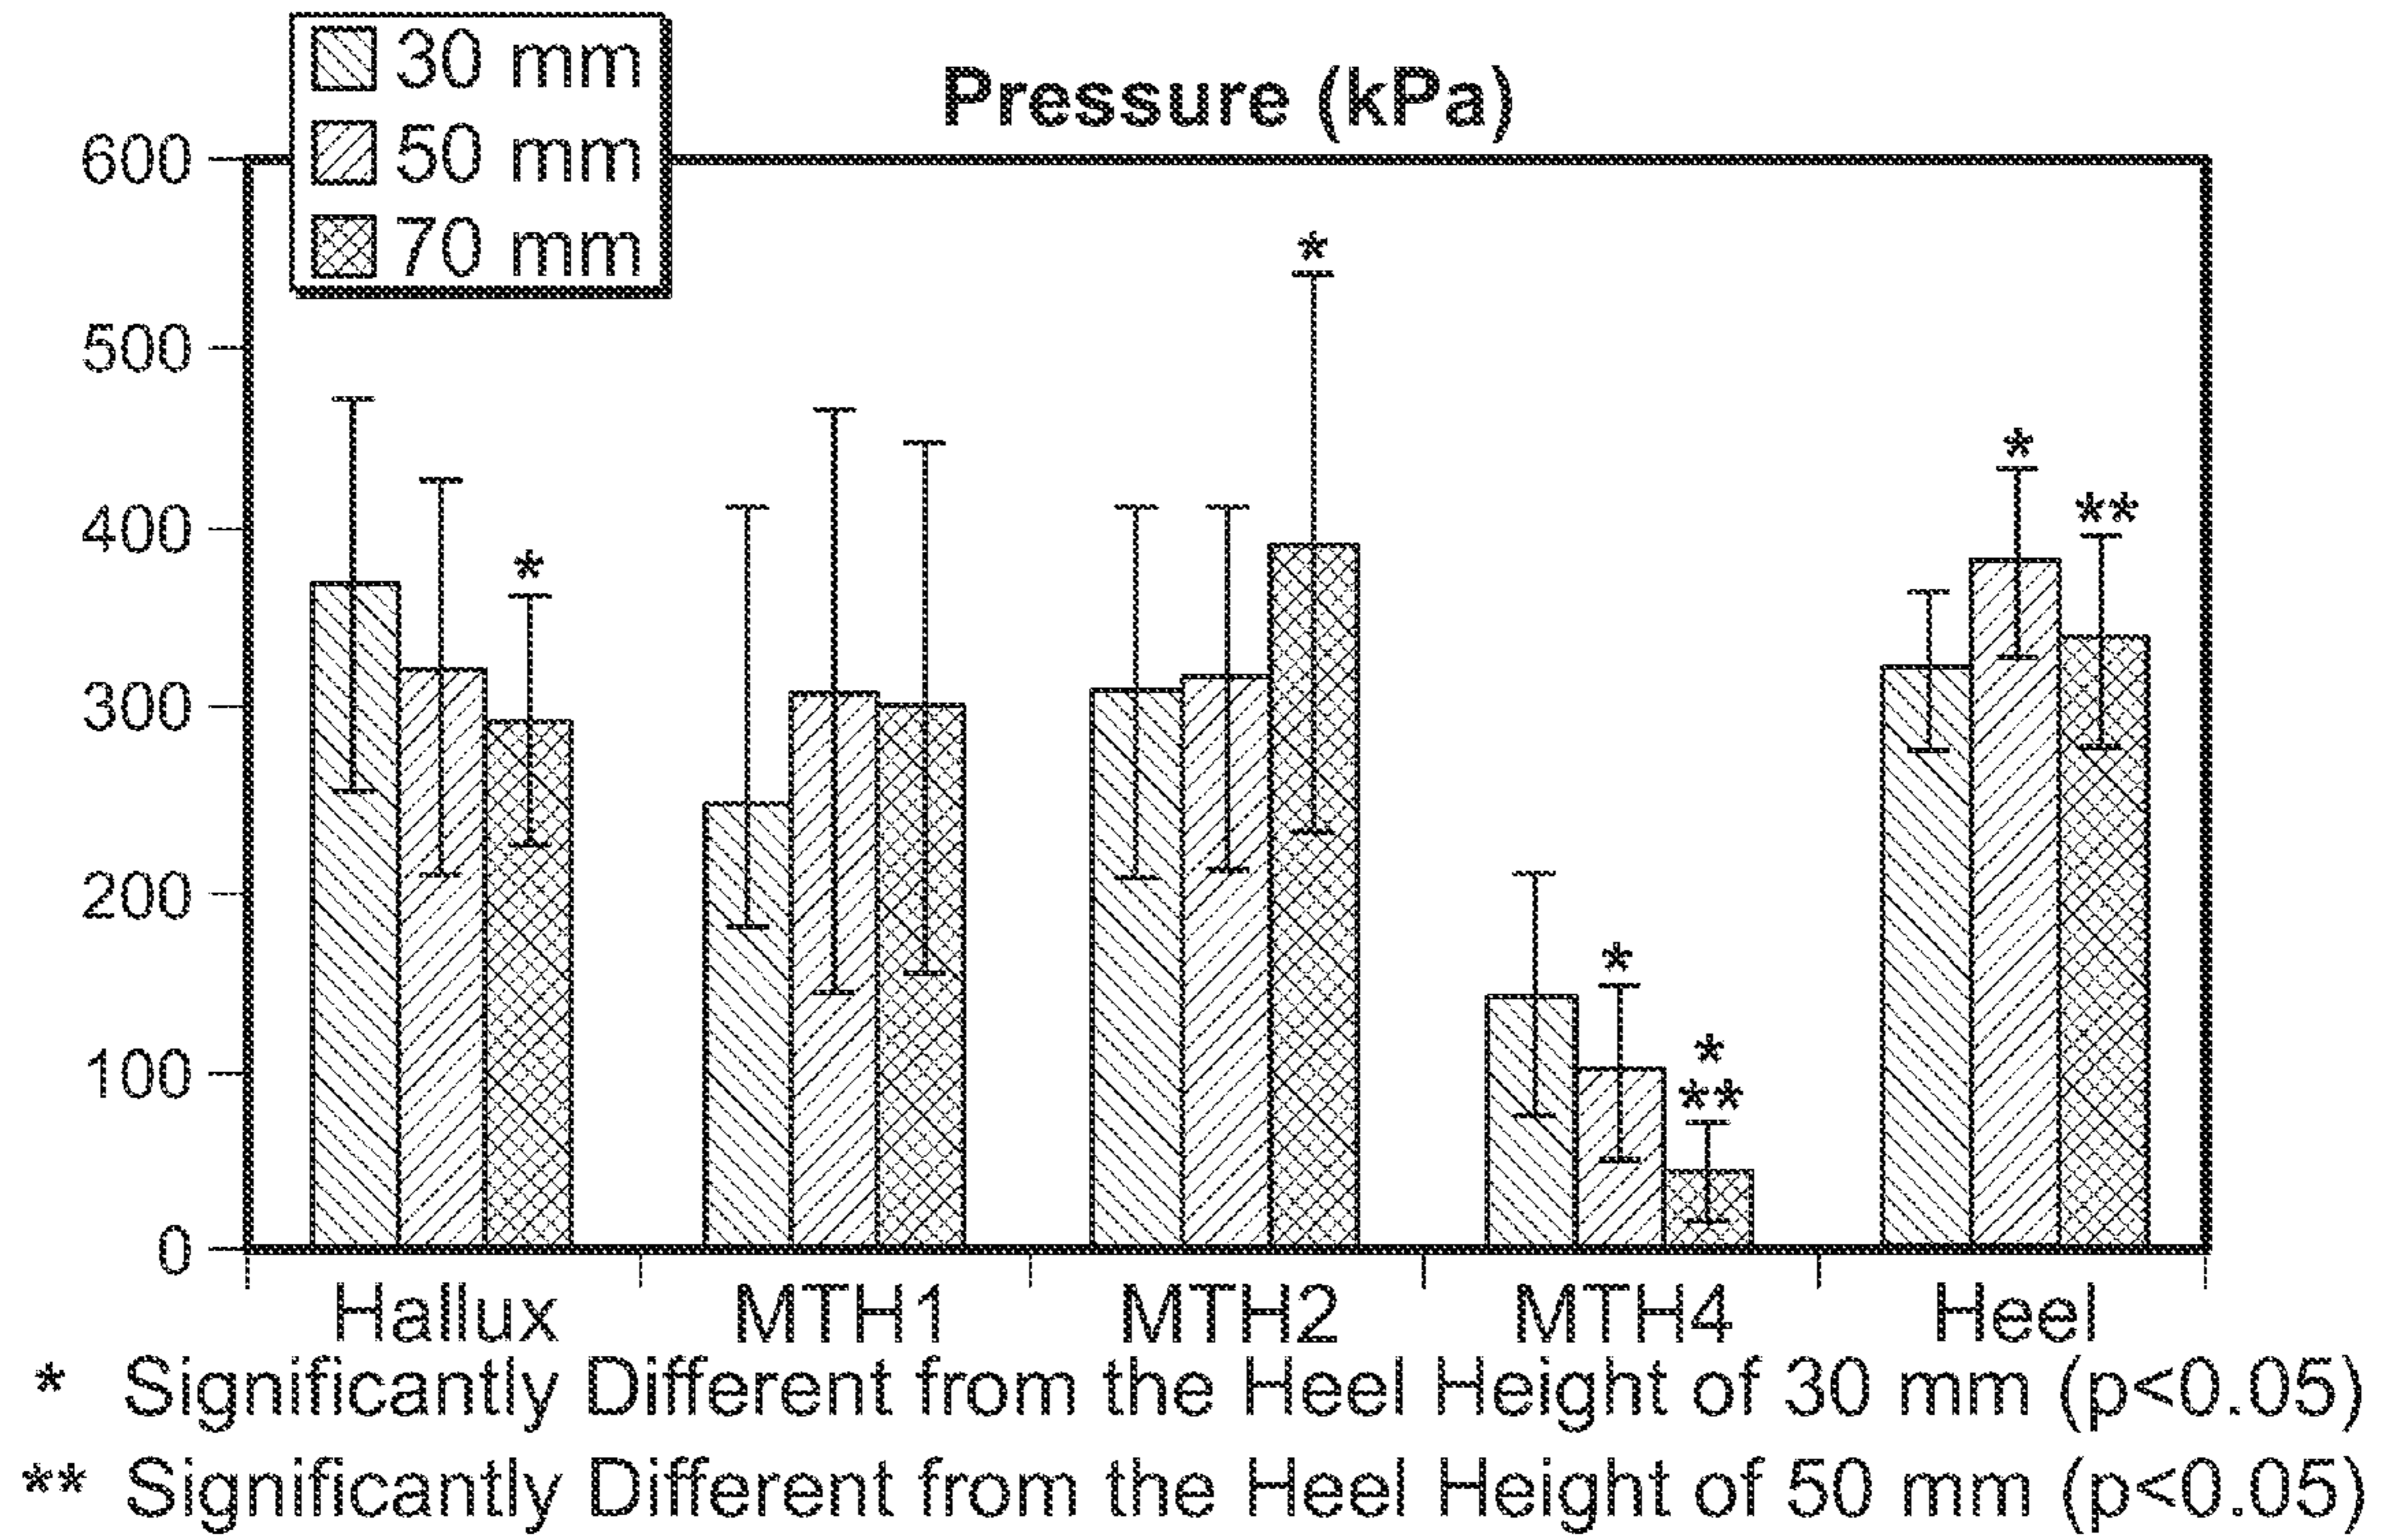 30 mm
50 mm
70 mm
Pressure (kPa)
600
500
400
300
200
100
0
*
*
*
*
**
*
**
Hallux MTH1 MTH2 MTH4 Heel
* Significantly Different from the Heel Height of 30 mm (p<0.05)
** Significantly Different from the Heel Height of 50 mm (p<0.05)